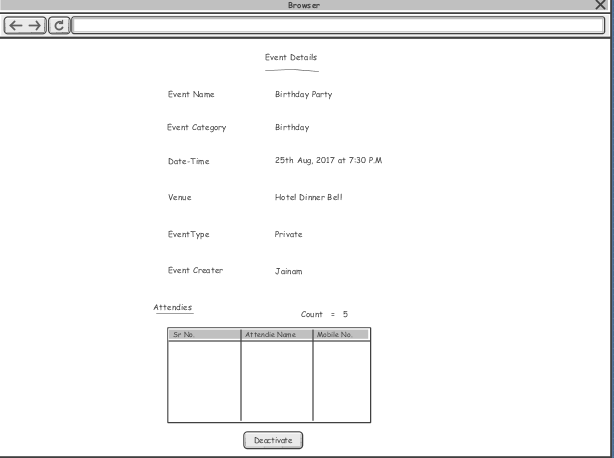 Browser
Event Details
Event Name Birthday Party
Event Category Birthday
Date-Time 25th Aug, 2017 at 7:30 P.M
Venue Hotel Dinner Bell
EventType Private
Event Creater Jainam
Attendies
Count = 5
Sr No. Attendie Name Mobile No.
Deactivate